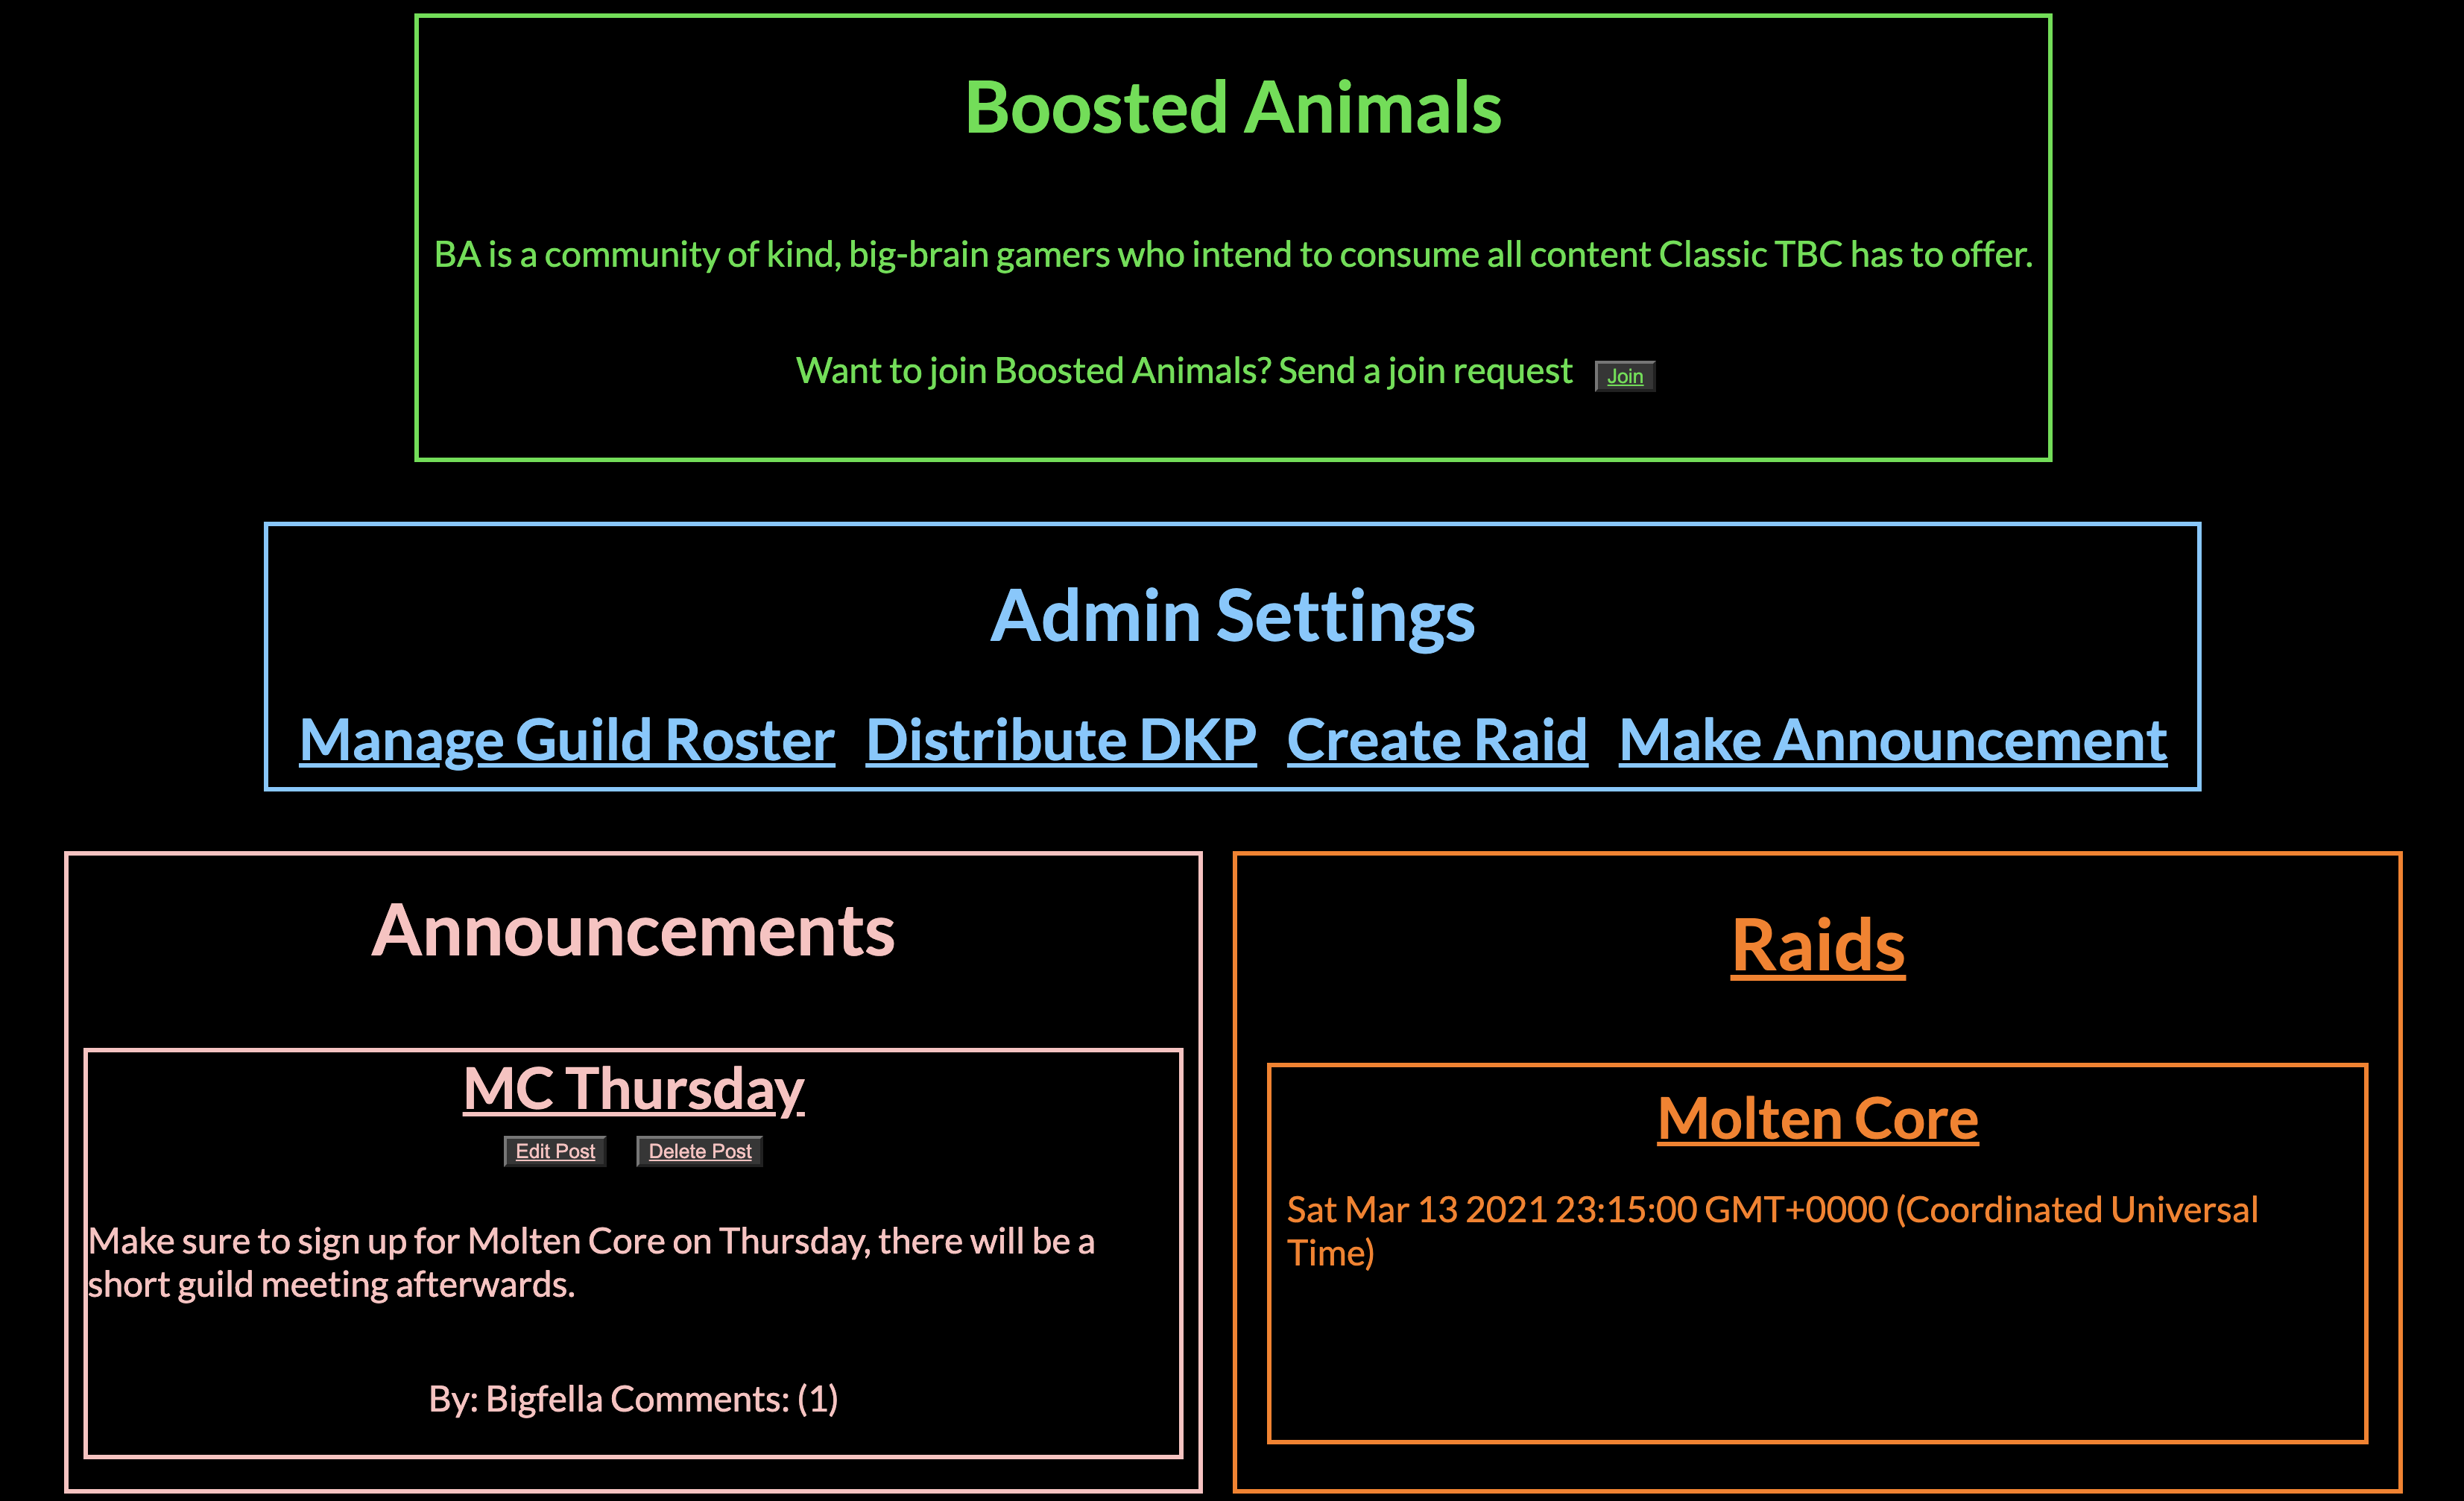 Boosted Animals
BA is a community of kind, big-brain gamers who intend to consume all content Classic TBC has to offer.
Want to join Boosted Animals? Send a join request Join
Admin Settings
Manage Guild Roster Distribute DKP Create Raid Make Announcement
Announcements
MC Thursday
Edit Post Delete Post
Make sure to sign up for Molten Core on Thursday, there will be a
short guild meeting afterwards.
By: Bigfella Comments: (1)
Raids
Molten Core
Sat Mar 13 2021 23:15:00 GMT+0000 (Coordinated Universal
Time)